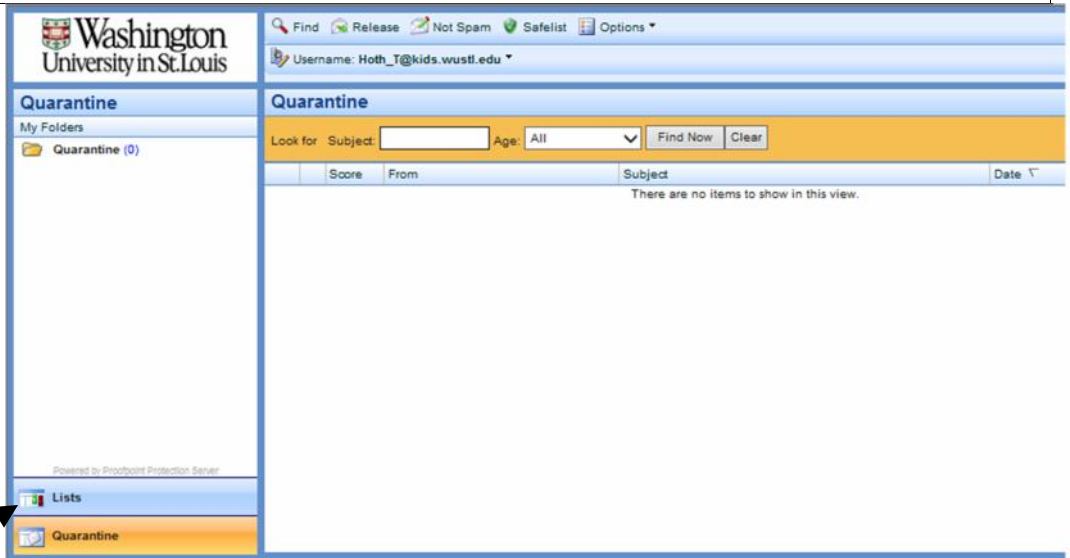 Washington
University in St.Louis
Find Release Not Spam Safelist Options
Username: Hoth_T@kids.wustl.edu
Quarantine
My Folders
Quarantine (0)
Quarantine
Look for Subject: Age: All Find Now Clear
Score From Subject Date
There are no items to show in this view.
Powered by Proofpoint Protection Server
Lists
Quarantine